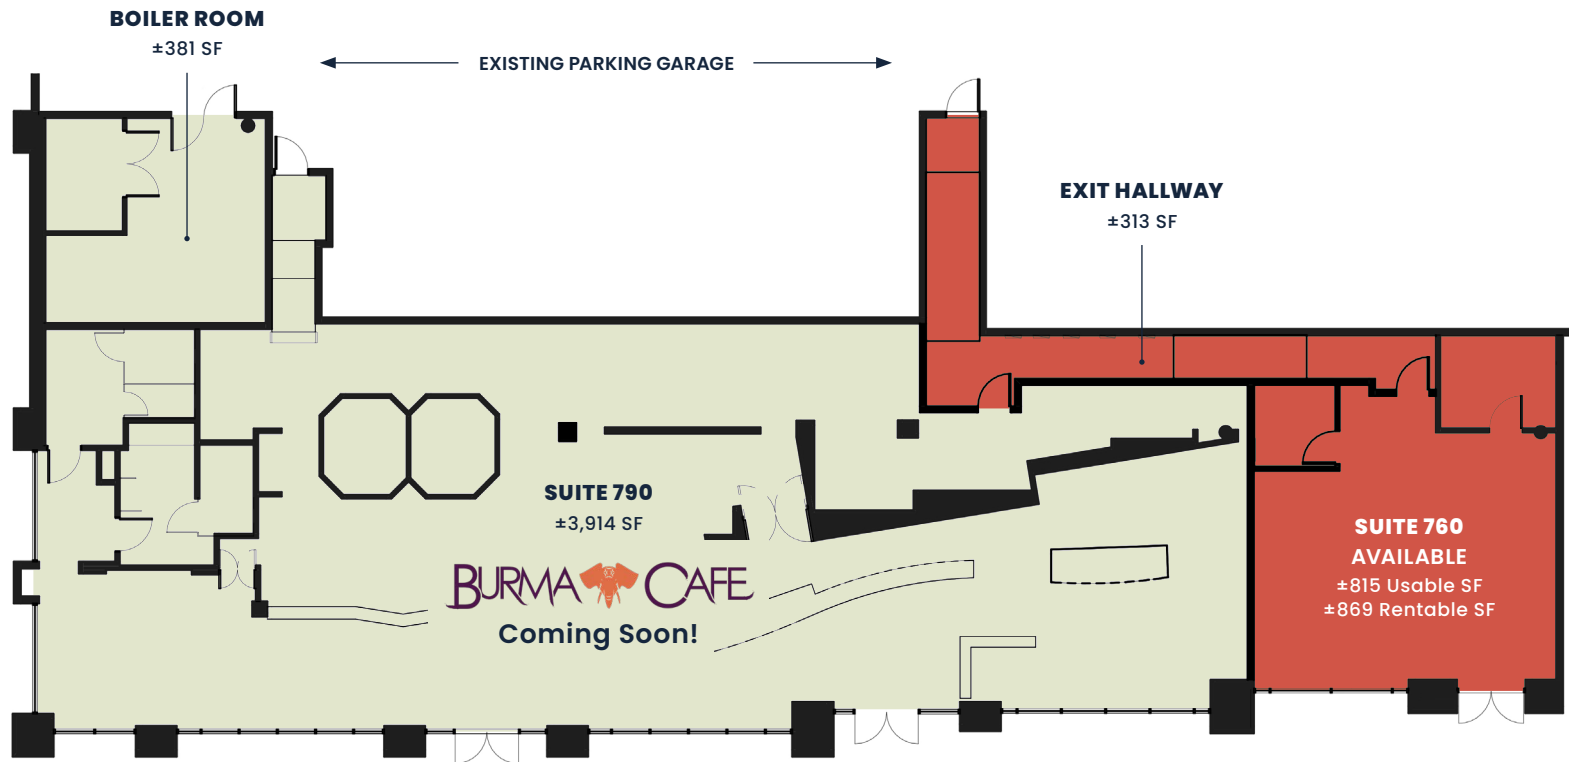 BOILER ROOM
±381 SF
EXISTING PARKING GARAGE
EXIT HALLWAY
±313 SF
SUITE 790
±3,914 SF
BURMA CAFE
Coming Soon!
SUITE 760
AVAILABLE
±815 Usable SF
±869 Rentable SF